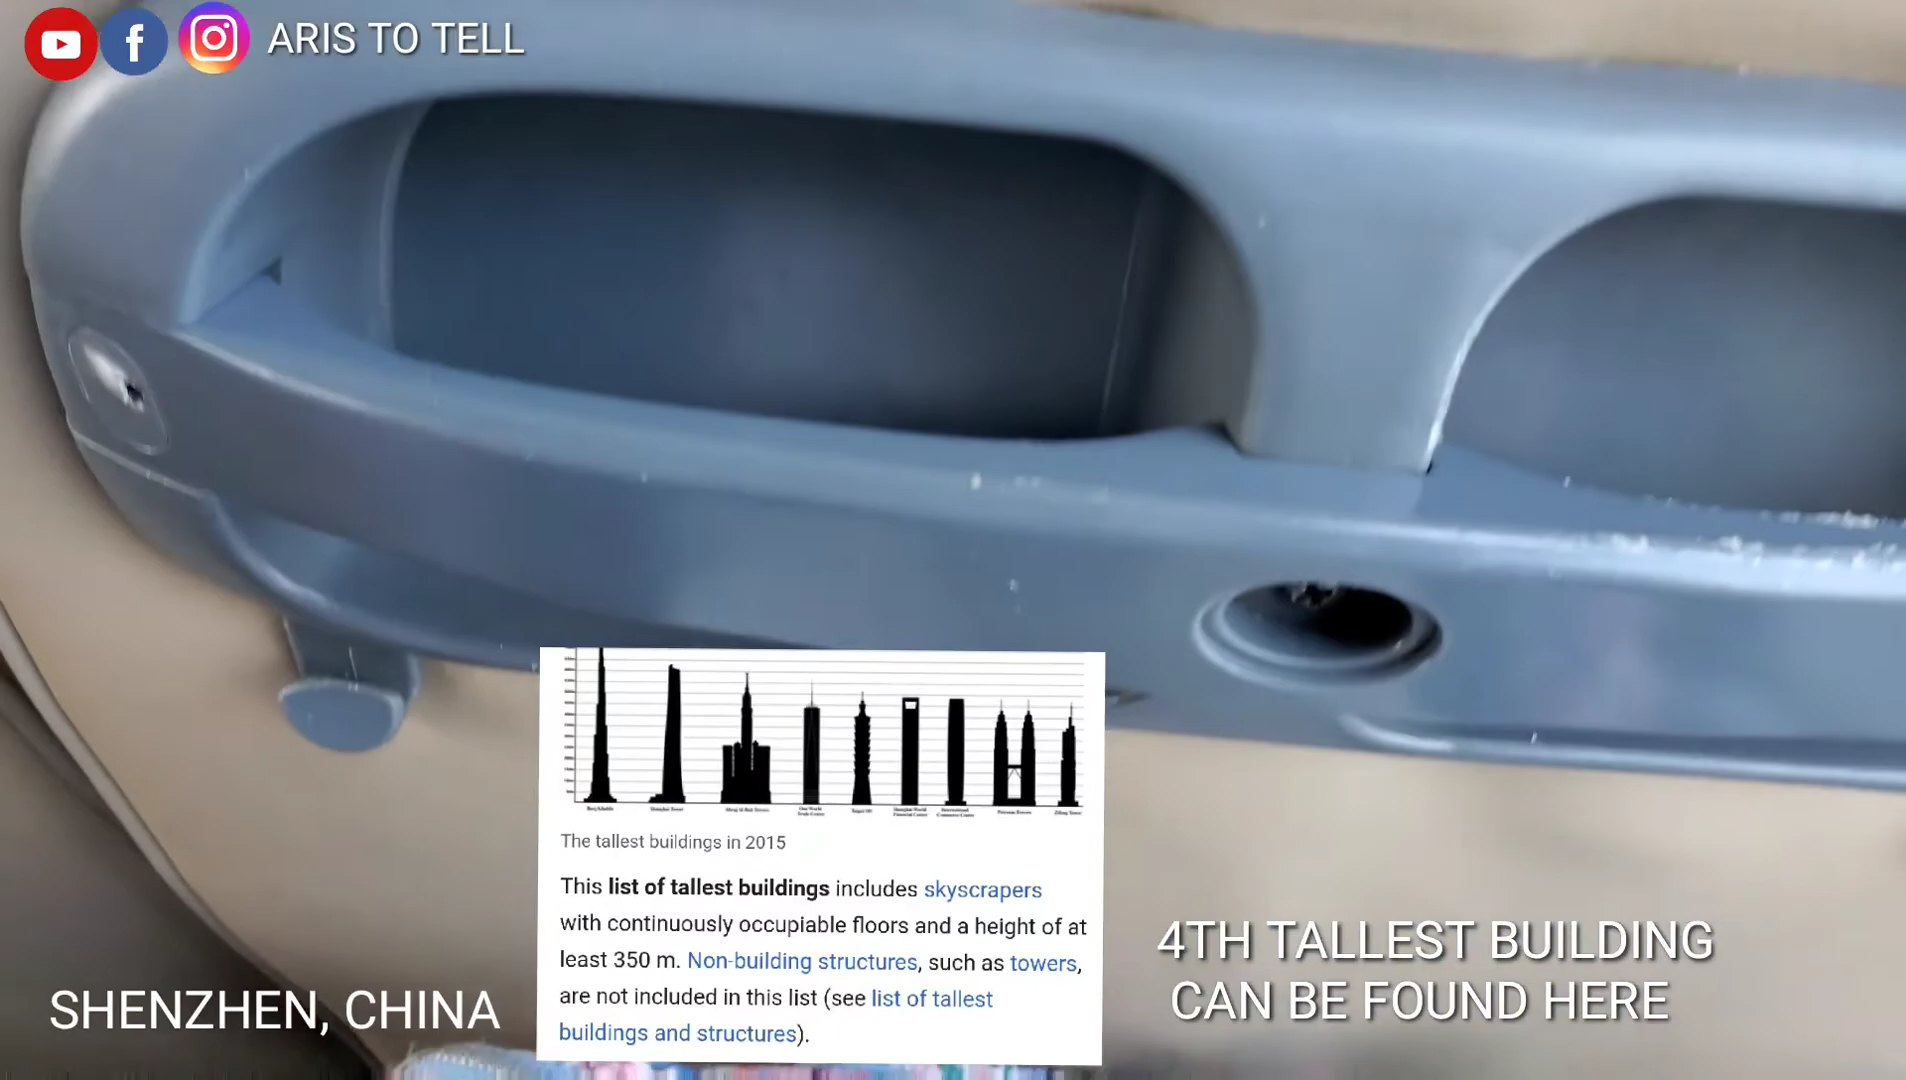 ARIS TO TELL
The tallest buildings in 2015
This list of tallest buildings includes skyscrapers
with continuously occupiable floors and a height of at
least 350 m. Non-building structures, such as towers,
are not included in this list (see list of tallest
buildings and structures).
4TH TALLEST BUILDING
CAN BE FOUND HERE
SHENZHEN, CHINA